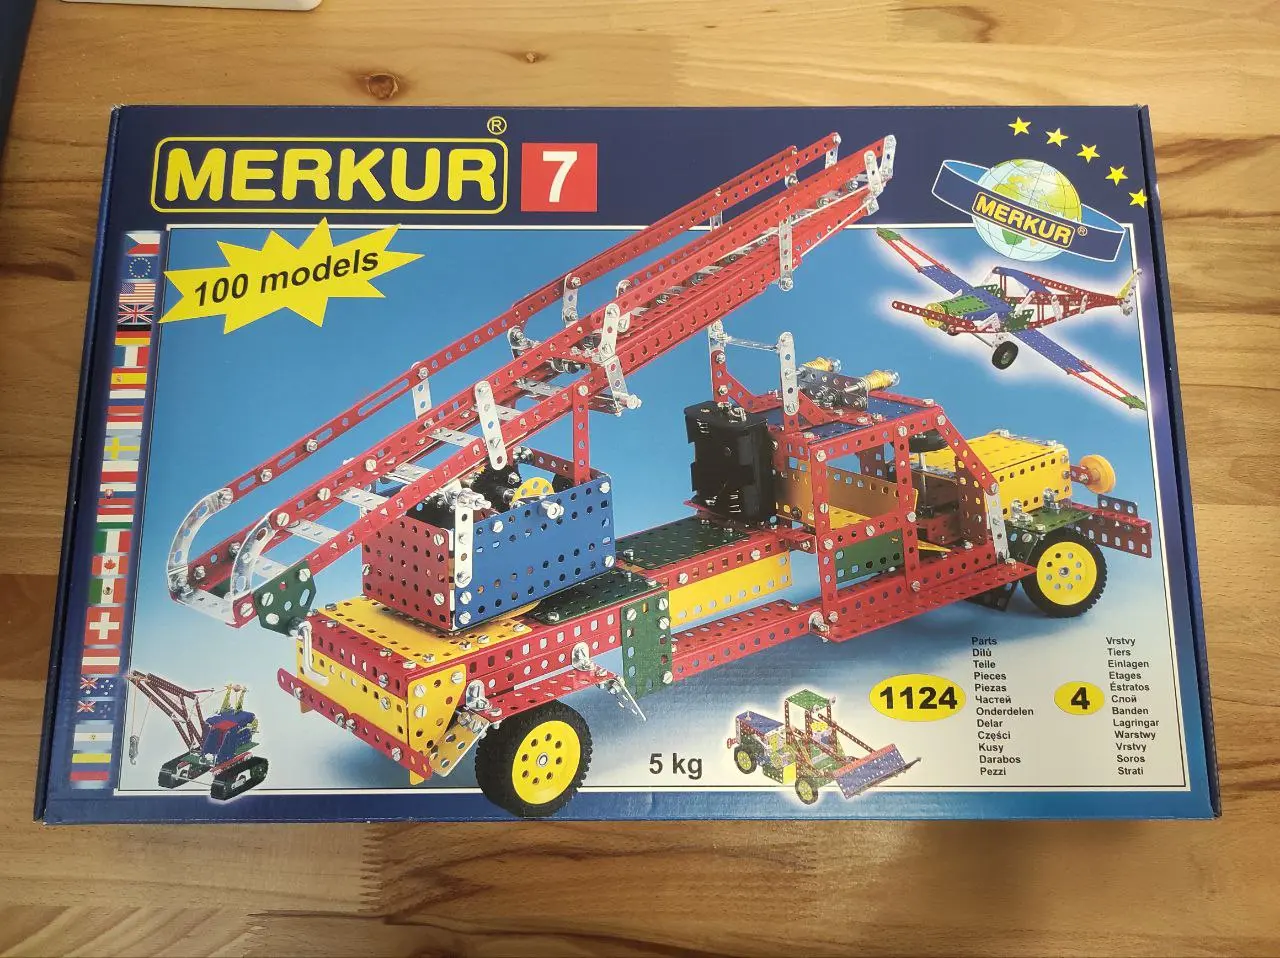 MERKUR ® 7
100 models
MERKUR ®
5 kg
1124
Parts
Dílů
Teile
Pieces
Piezas
Частей
Onderdelen
Delar
Części
Kusy
Darabos
Pezzi
4
Vrstvy
Tiers
Einlagen
Etages
Éstratos
Слой
Banden
Lagringar
Warstwy
Vrstvy
Soros
Strati